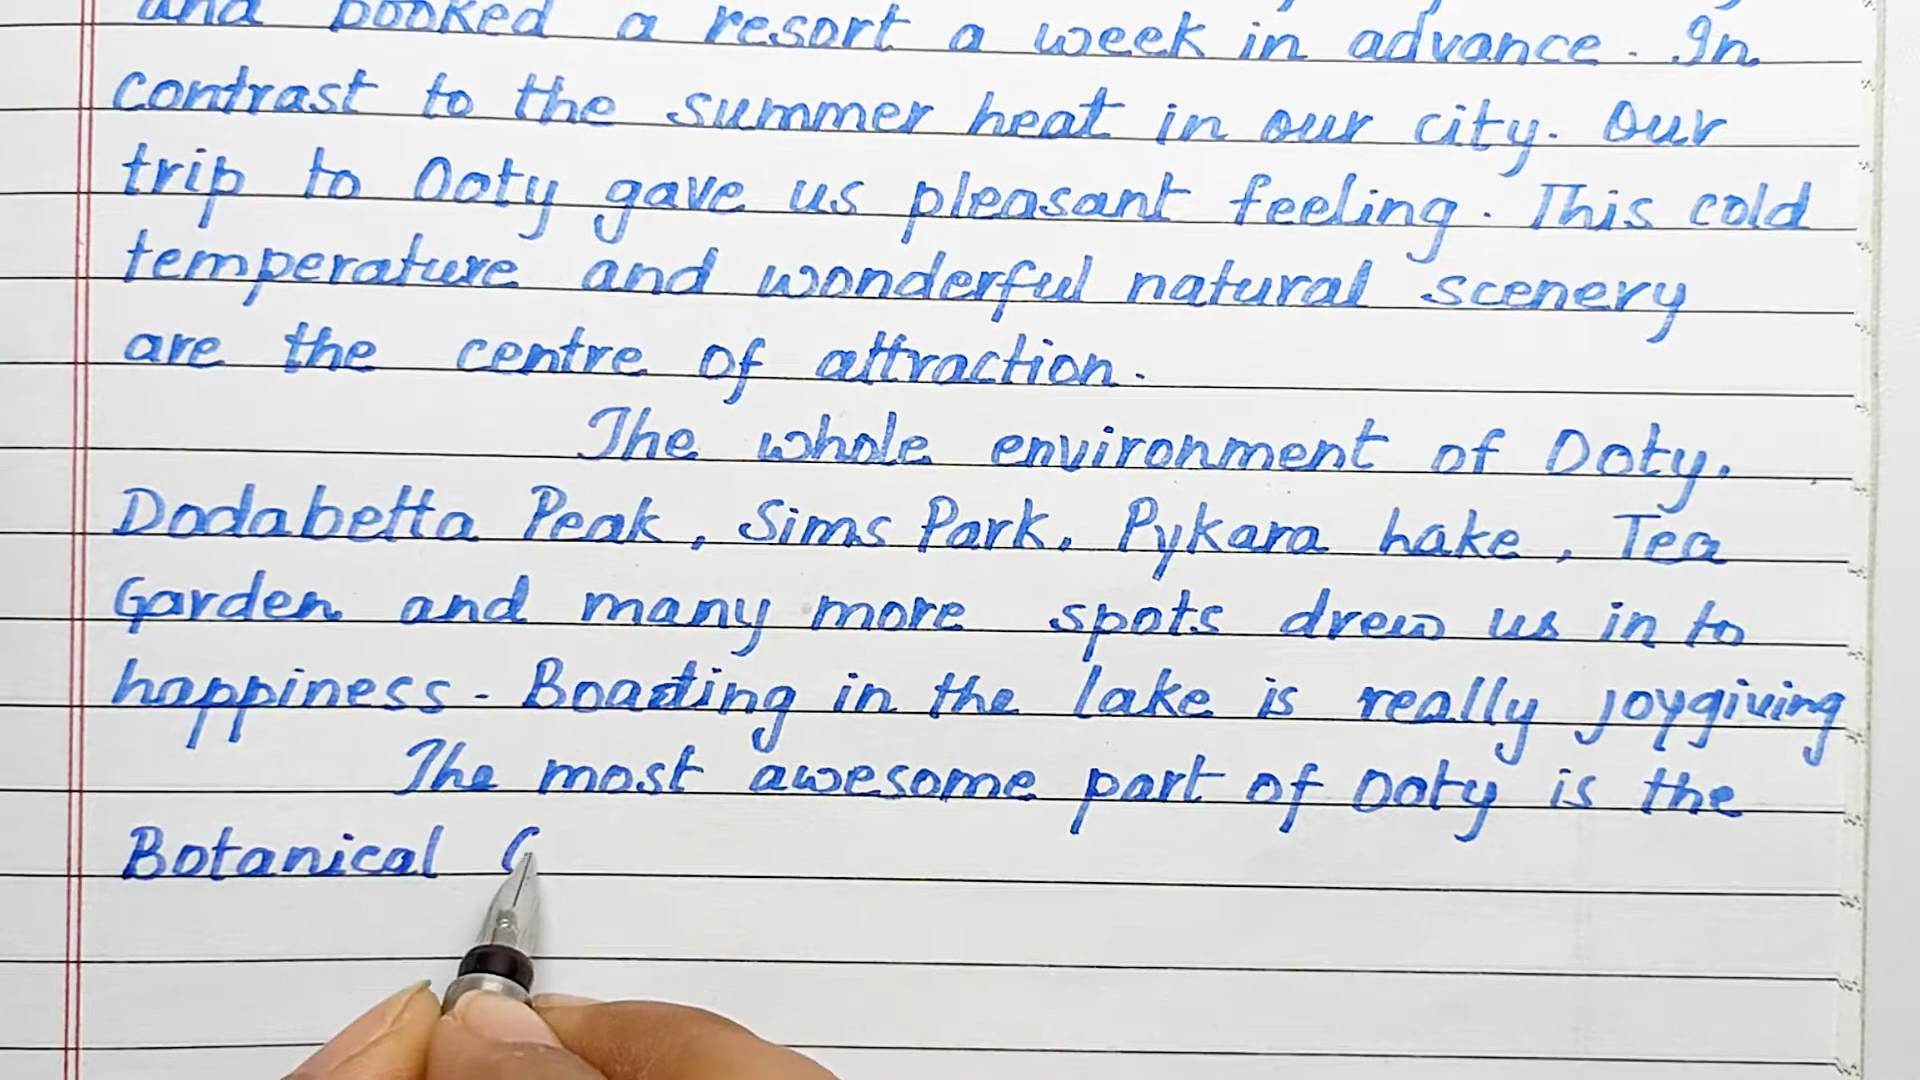 and booked a resort a week in advance. In
contrast to the summer heat in our city. Our
trip to Ooty gave us pleasant feeling. This cold
temperature and wonderful natural scenery
are the centre of attraction.
The whole environment of Ooty,
Dodabetta Peak, Sims Park, Pykara Lake, Tea
Garden and many more spots drew us in to
happiness. Boating in the lake is really joygiving
The most awesome part of Ooty is the
Botanical